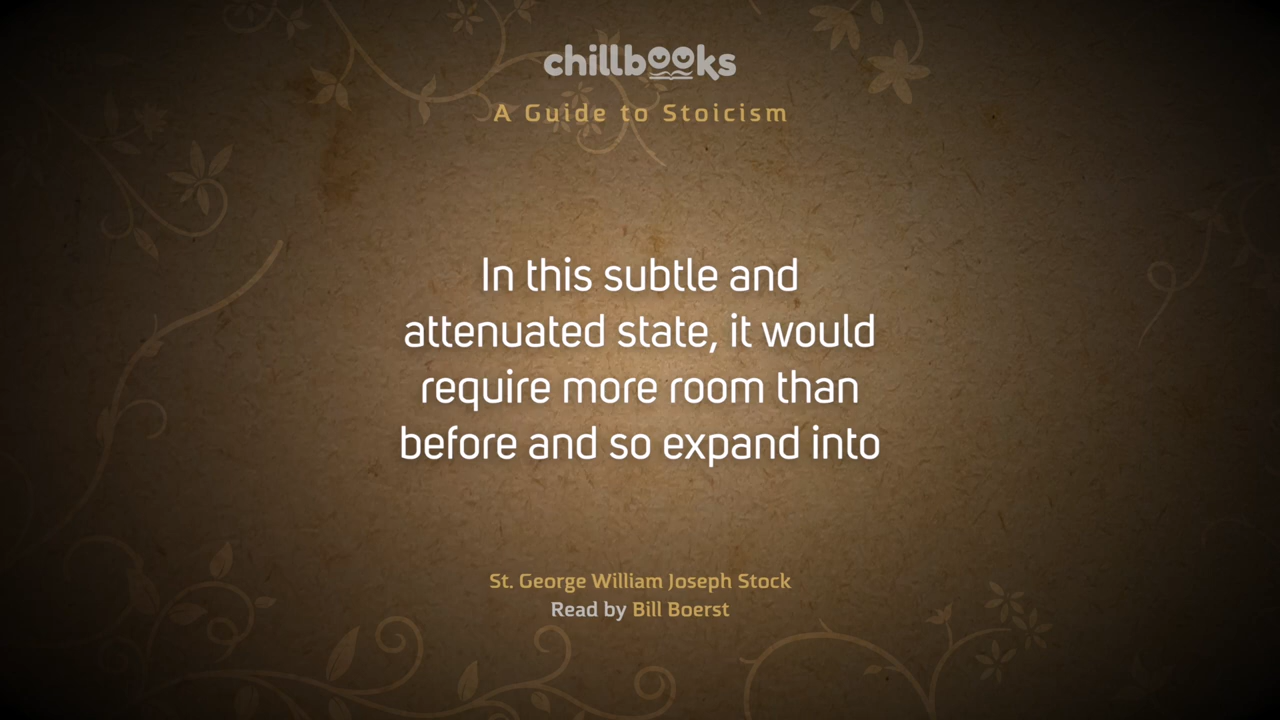 chillbooks
A Guide to Stoicism
In this subtle and
attenuated state, it would
require more room than
before and so expand into
St. George William Joseph Stock
Read by Bill Boerst